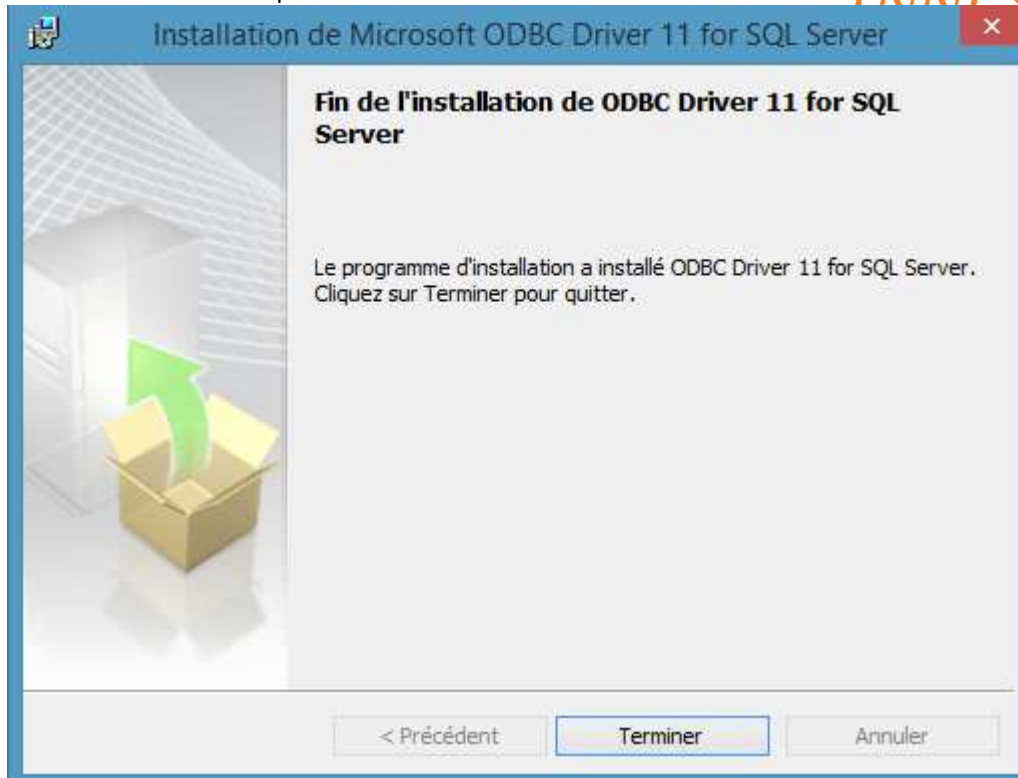 Installation de Microsoft ODBC Driver 11 for SQL Server
Fin de l'installation de ODBC Driver 11 for SQL
Server
Le programme d'installation a installé ODBC Driver 11 for SQL Server.
Cliquez sur Terminer pour quitter.
< Précédent
Terminer
Annuler